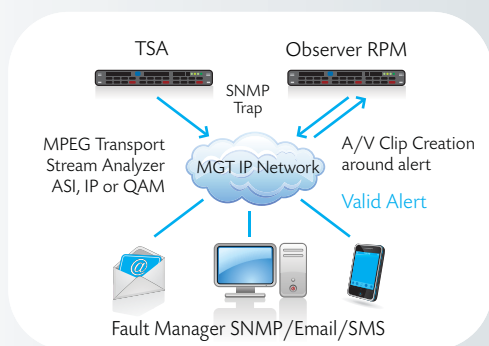 TSA
Observer RPM
SNMP
Trap
MPEG Transport
Stream Analyzer
ASI, IP or QAM
MGT IP Network
A/V Clip Creation
around alert
Valid Alert
@
Fault Manager SNMP/Email/SMS